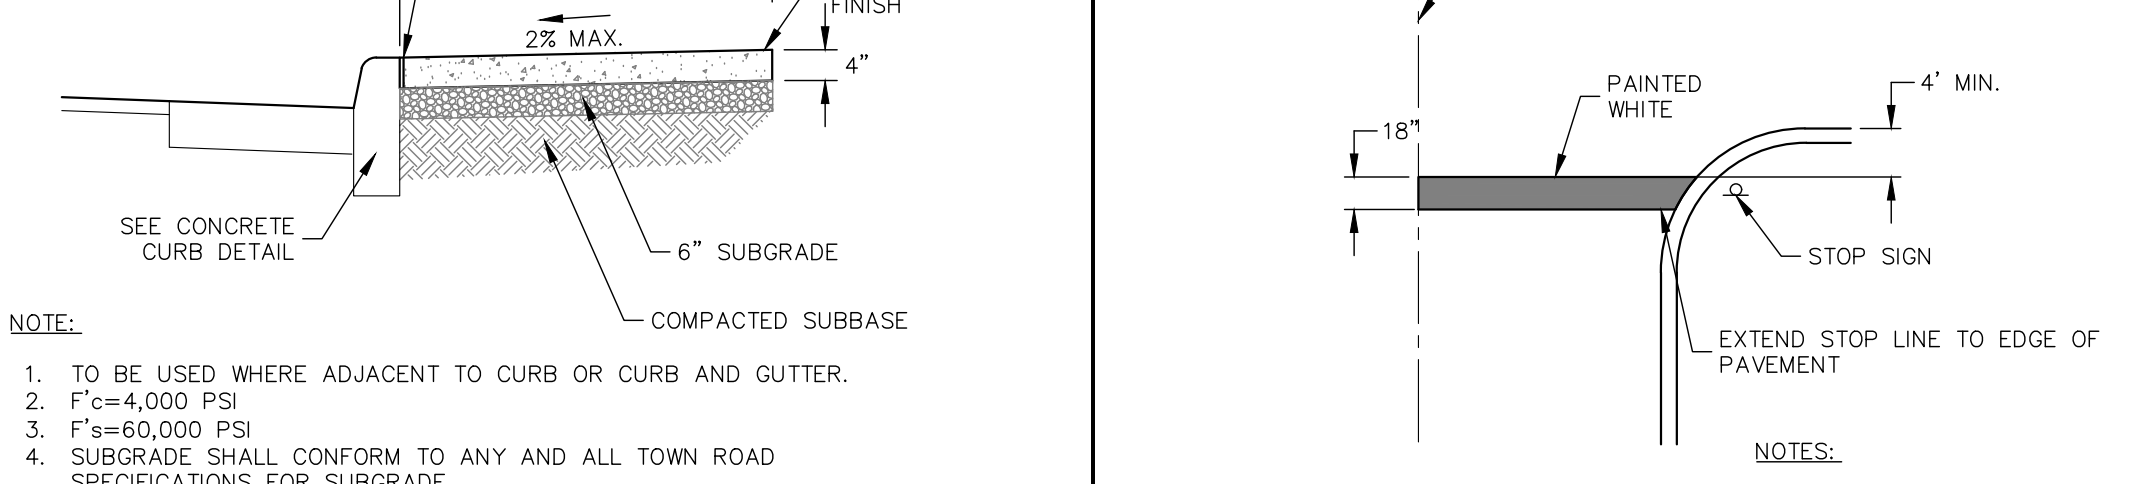 FINISH
2% MAX.
4"
SEE CONCRETE
CURB DETAIL
6" SUBGRADE
COMPACTED SUBBASE
NOTE:
1. TO BE USED WHERE ADJACENT TO CURB OR CURB AND GUTTER.
2. F'c=4,000 PSI
3. F's=60,000 PSI
4. SUBGRADE SHALL CONFORM TO ANY AND ALL TOWN ROAD
SPECIFICATIONS FOR SUBGRADE
PAINTED
WHITE
4' MIN.
18"
STOP SIGN
EXTEND STOP LINE TO EDGE OF
PAVEMENT
NOTES: